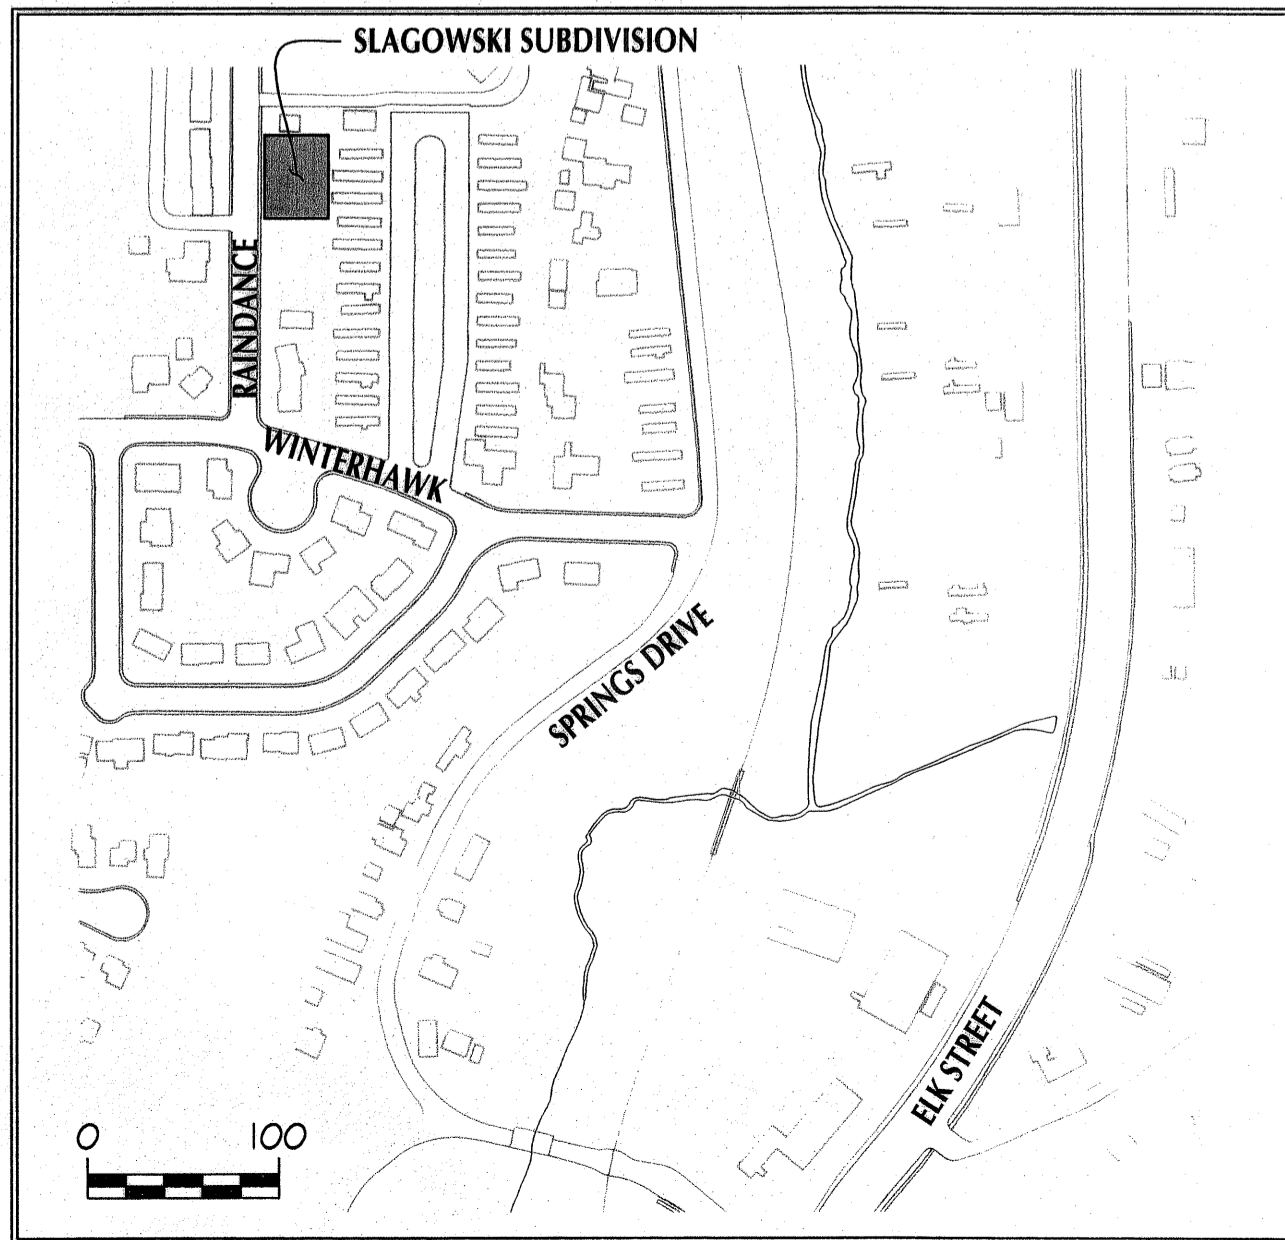 SLAGOWSKI SUBDIVISION
RAINDANCE
WINTERHAWK
SPRINGS DRIVE
ELK STREET
0 100